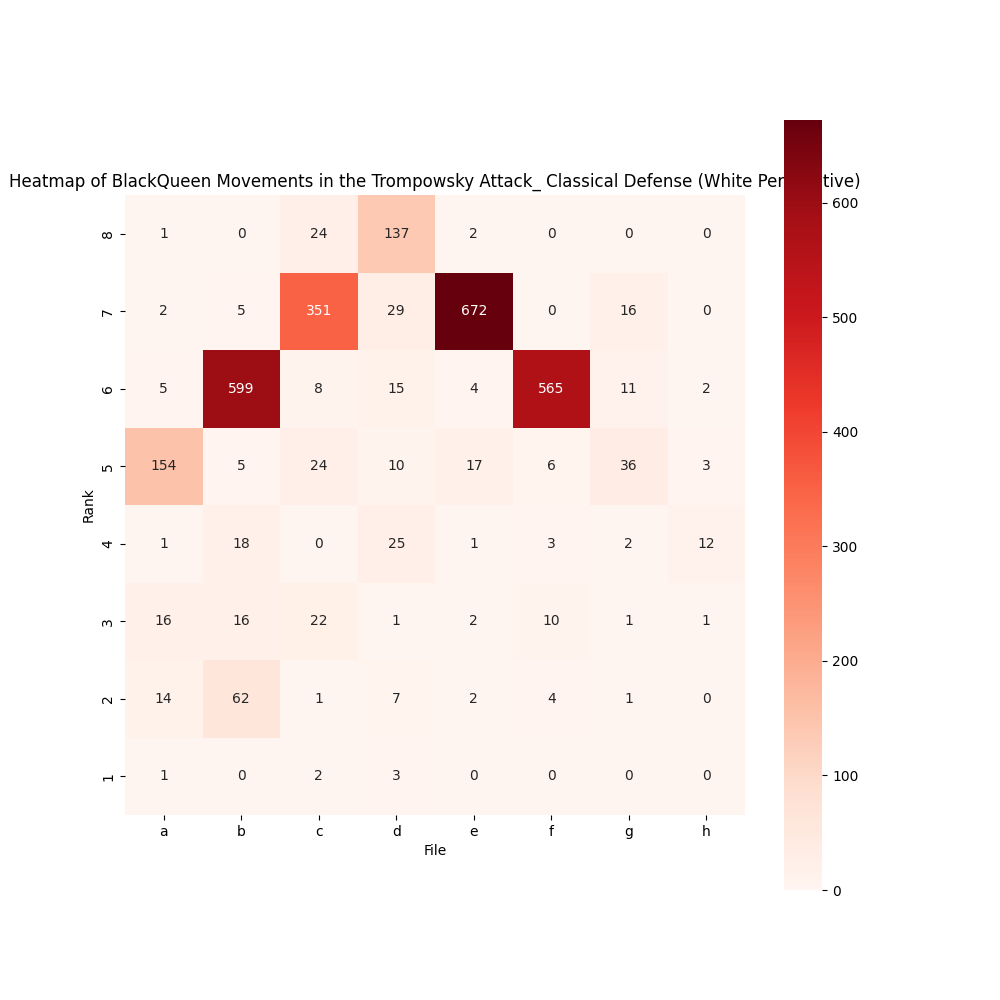 Heatmap of BlackQueen Movements in the Trompowsky Attack_ Classical Defense (White Per tive)
8 1 0 24 137 2 0 0 0
7 2 5 351 29 672 0 16 0
6 5 599 8 15 4 565 11 2
5 154 5 24 10 17 6 36 3
4 1 18 0 25 1 3 2 12
3 16 16 22 1 2 10 1 1
2 14 62 1 7 2 4 1 0
1 1 0 2 3 0 0 0 0
a b c d e f g h
File
Rank
600
500
400
300
200
100
0